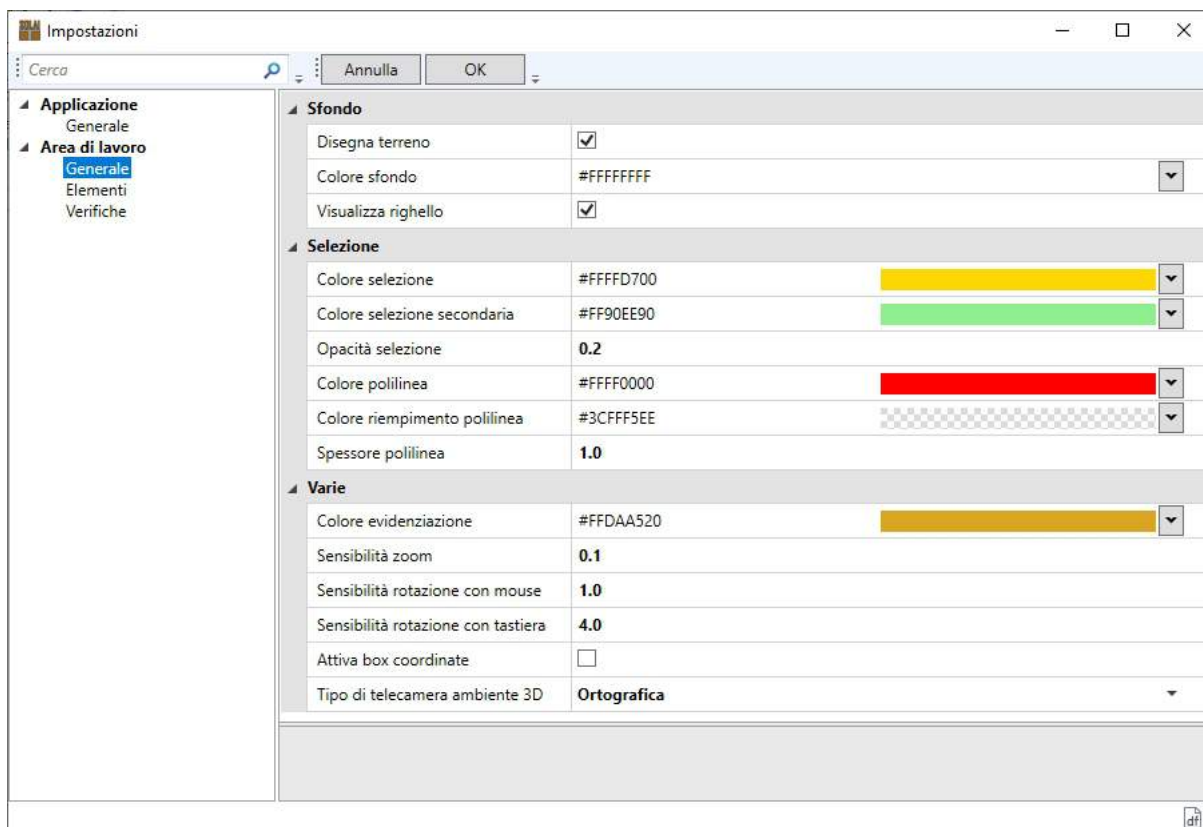 SOLAI
Impostazioni
Cerca
Annulla OK
Applicazione
Generale
Area di lavoro
Generale
Elementi
Verifiche
Sfondo
Disegna terreno
Colore sfondo #FFFFFFFF
Visualizza righello
Selezione
Colore selezione #FFFFD700
Colore selezione secondaria #FF90EE90
Opacità selezione 0.2
Colore polilinea #FFFF0000
Colore riempimento polilinea #3CFFF5EE
Spessore polilinea 1.0
Varie
Colore evidenziazione #FFDAA520
Sensibilità zoom 0.1
Sensibilità rotazione con mouse 1.0
Sensibilità rotazione con tastiera 4.0
Attiva box coordinate
Tipo di telecamera ambiente 3D Ortografica
df